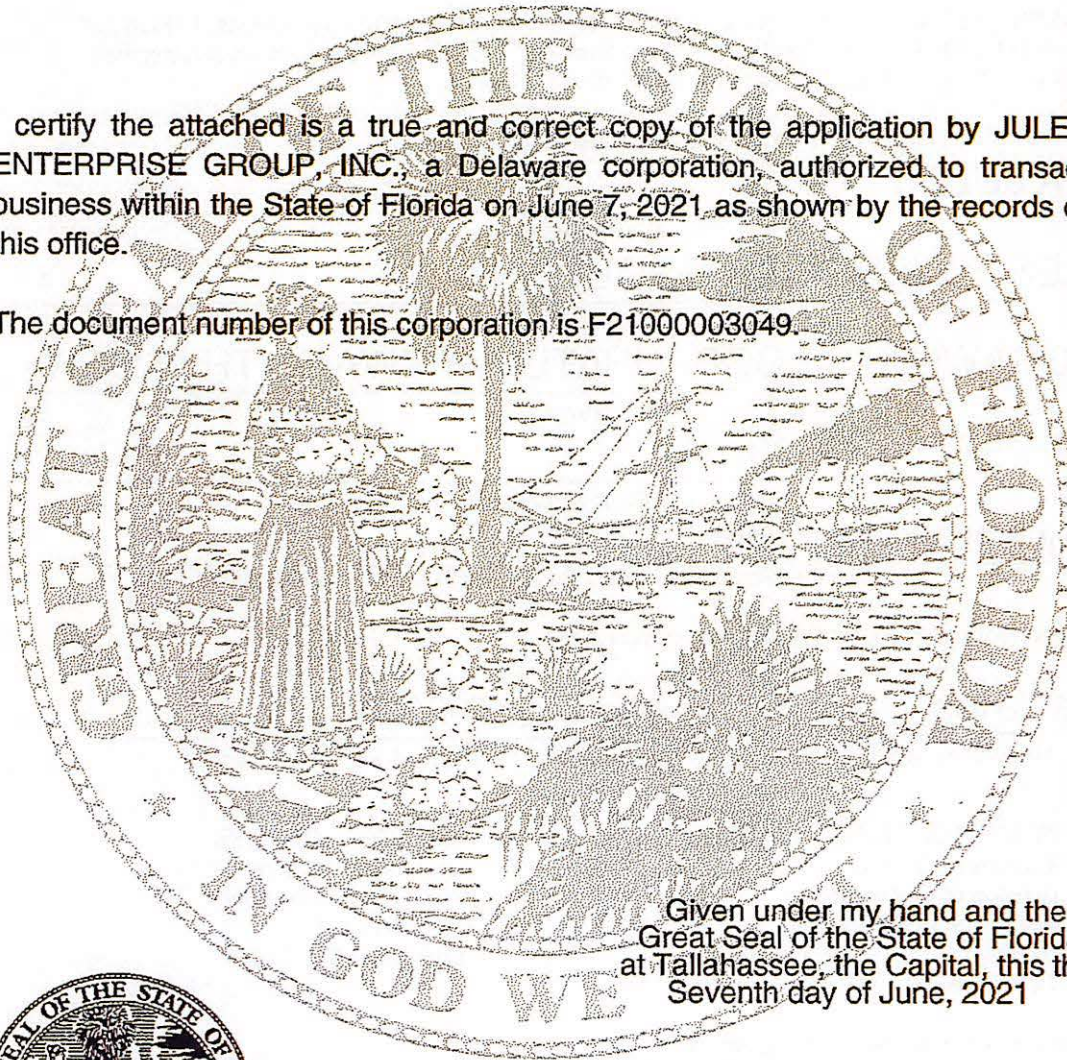 certify the attached is a true and correct copy of the application by JULE
ENTERPRISE GROUP, INC., a Delaware corporation, authorized to transac
business within the State of Florida on June 7, 2021 as shown by the records
this office.
The document number of this corporation is F21000003049.
GREAT SEAL OF THE STATE OF FLORIDA
IN GOD WE
Given under my hand and the
Great Seal of the State of Florid
at Tallahassee, the Capital, this th
Seventh day of June, 2021
SEAL OF THE STATE OF